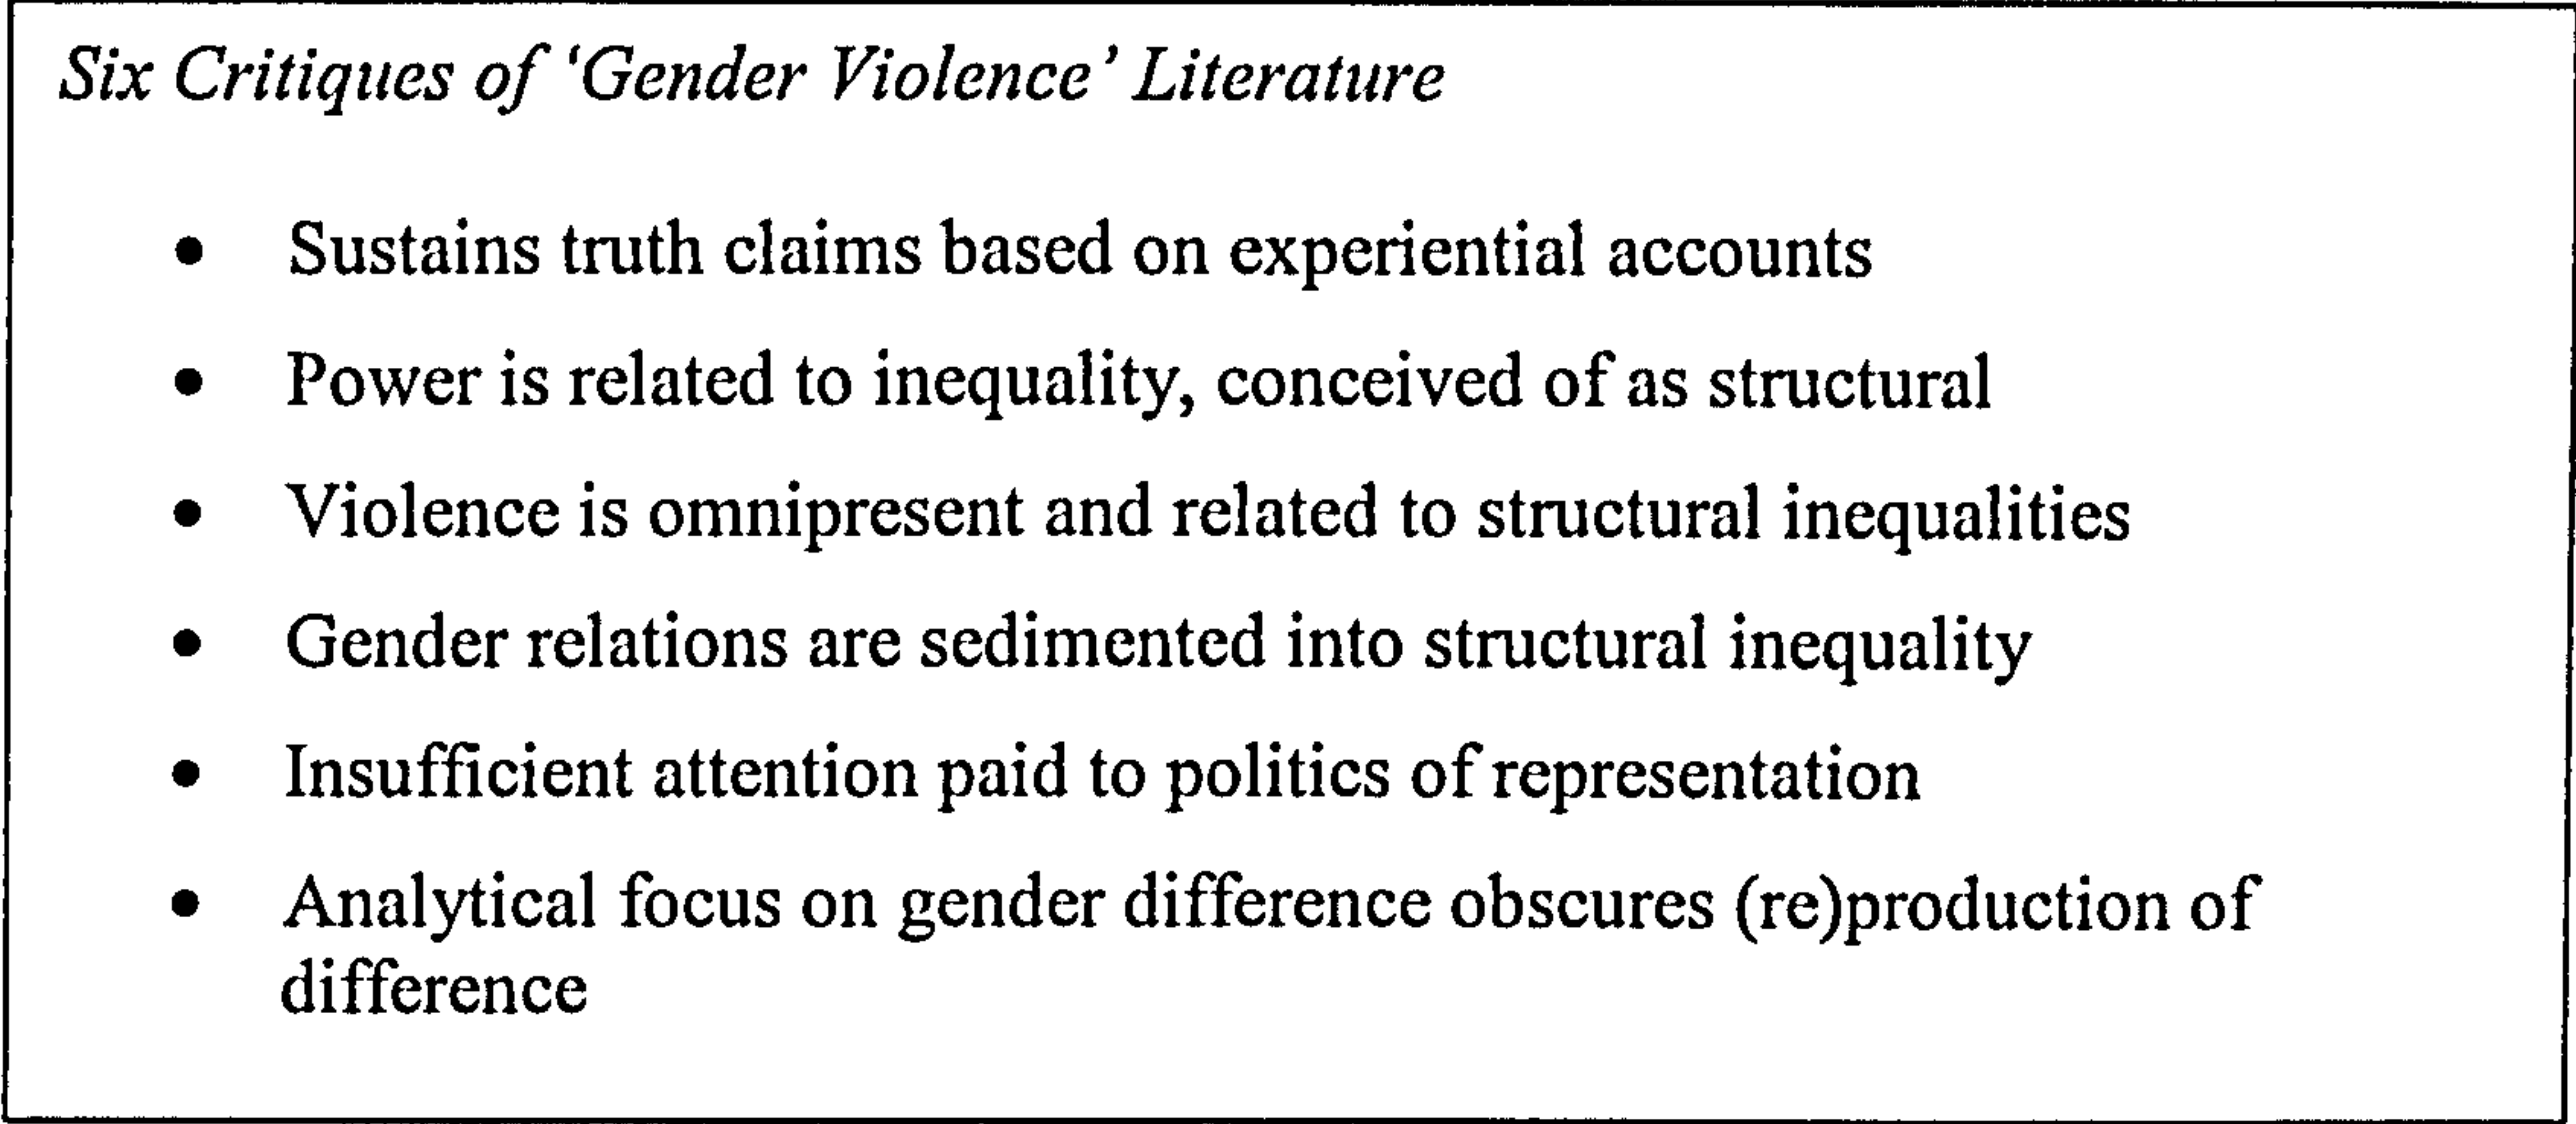 Six Critiques of ‘Gender Violence’ Literature
• Sustains truth claims based on experiential accounts
• Power is related to inequality, conceived of as structural
• Violence is omnipresent and related to structural inequalities
• Gender relations are sedimented into structural inequality
• Insufficient attention paid to politics of representation
• Analytical focus on gender difference obscures (re)production of
difference